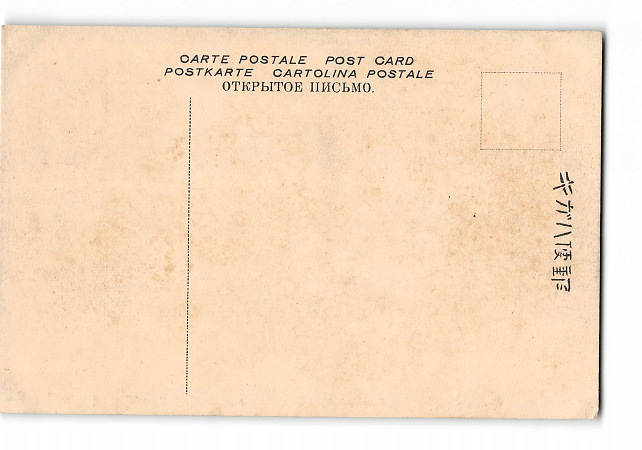 CARTE POSTALE POST CARD
POSTKARTE CARTOLINA POSTALE
ОТКРЫТОЕ ПИСЬМО.
郵便ハガキ